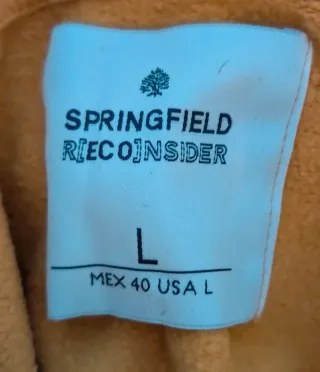 SPRINGFIELD
R[ECO]NSIDER
L
MEX 40 USA L